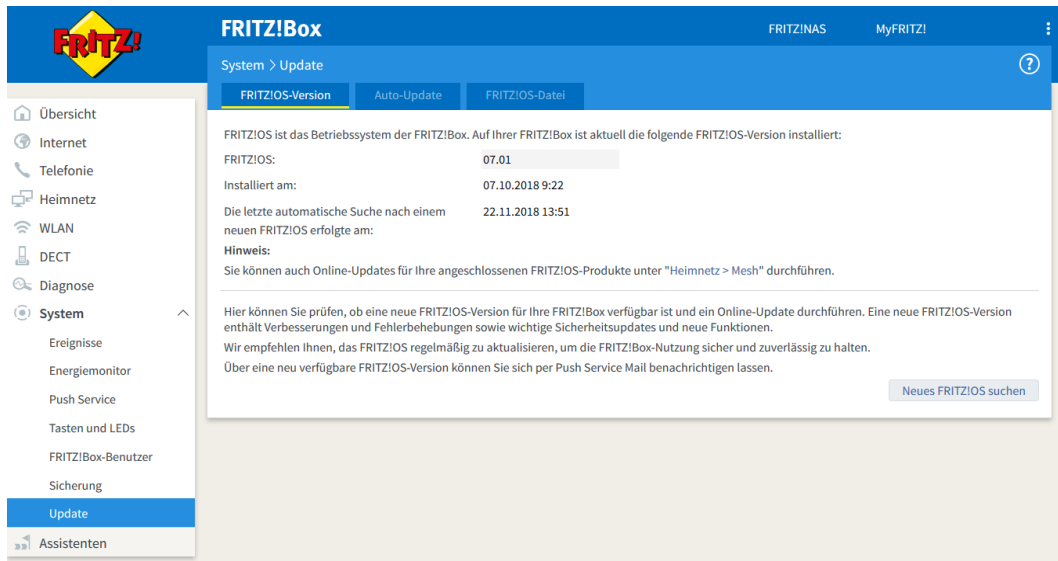 FRITZ!
FRITZ!Box
FRITZ!NAS
MyFRITZ!
System > Update
?
FRITZ!OS-Version
Auto-Update
FRITZ!OS-Datei
Übersicht
Internet
Telefonie
Heimnetz
WLAN
DECT
Diagnose
System
Ereignisse
Energiemonitor
Push Service
Tasten und LEDs
FRITZ!Box-Benutzer
Sicherung
Update
Assistenten
FRITZ!OS ist das Betriebssystem der FRITZ!Box. Auf Ihrer FRITZ!Box ist aktuell die folgende FRITZ!OS-Version installiert:
FRITZ!OS: 07.01
Installiert am: 07.10.2018 9:22
Die letzte automatische Suche nach einem 22.11.2018 13:51
neuen FRITZ!OS erfolgte am:
Hinweis:
Sie können auch Online-Updates für Ihre angeschlossenen FRITZ!OS-Produkte unter "Heimnetz > Mesh" durchführen.
Hier können Sie prüfen, ob eine neue FRITZ!OS-Version für Ihre FRITZ!Box verfügbar ist und ein Online-Update durchführen. Eine neue FRITZ!OS-Version
enthält Verbesserungen und Fehlerbehebungen sowie wichtige Sicherheitsupdates und neue Funktionen.
Wir empfehlen Ihnen, das FRITZ!OS regelmäßig zu aktualisieren, um die FRITZ!Box-Nutzung sicher und zuverlässig zu halten.
Über eine neu verfügbare FRITZ!OS-Version können Sie sich per Push Service Mail benachrichtigen lassen.
Neues FRITZ!OS suchen